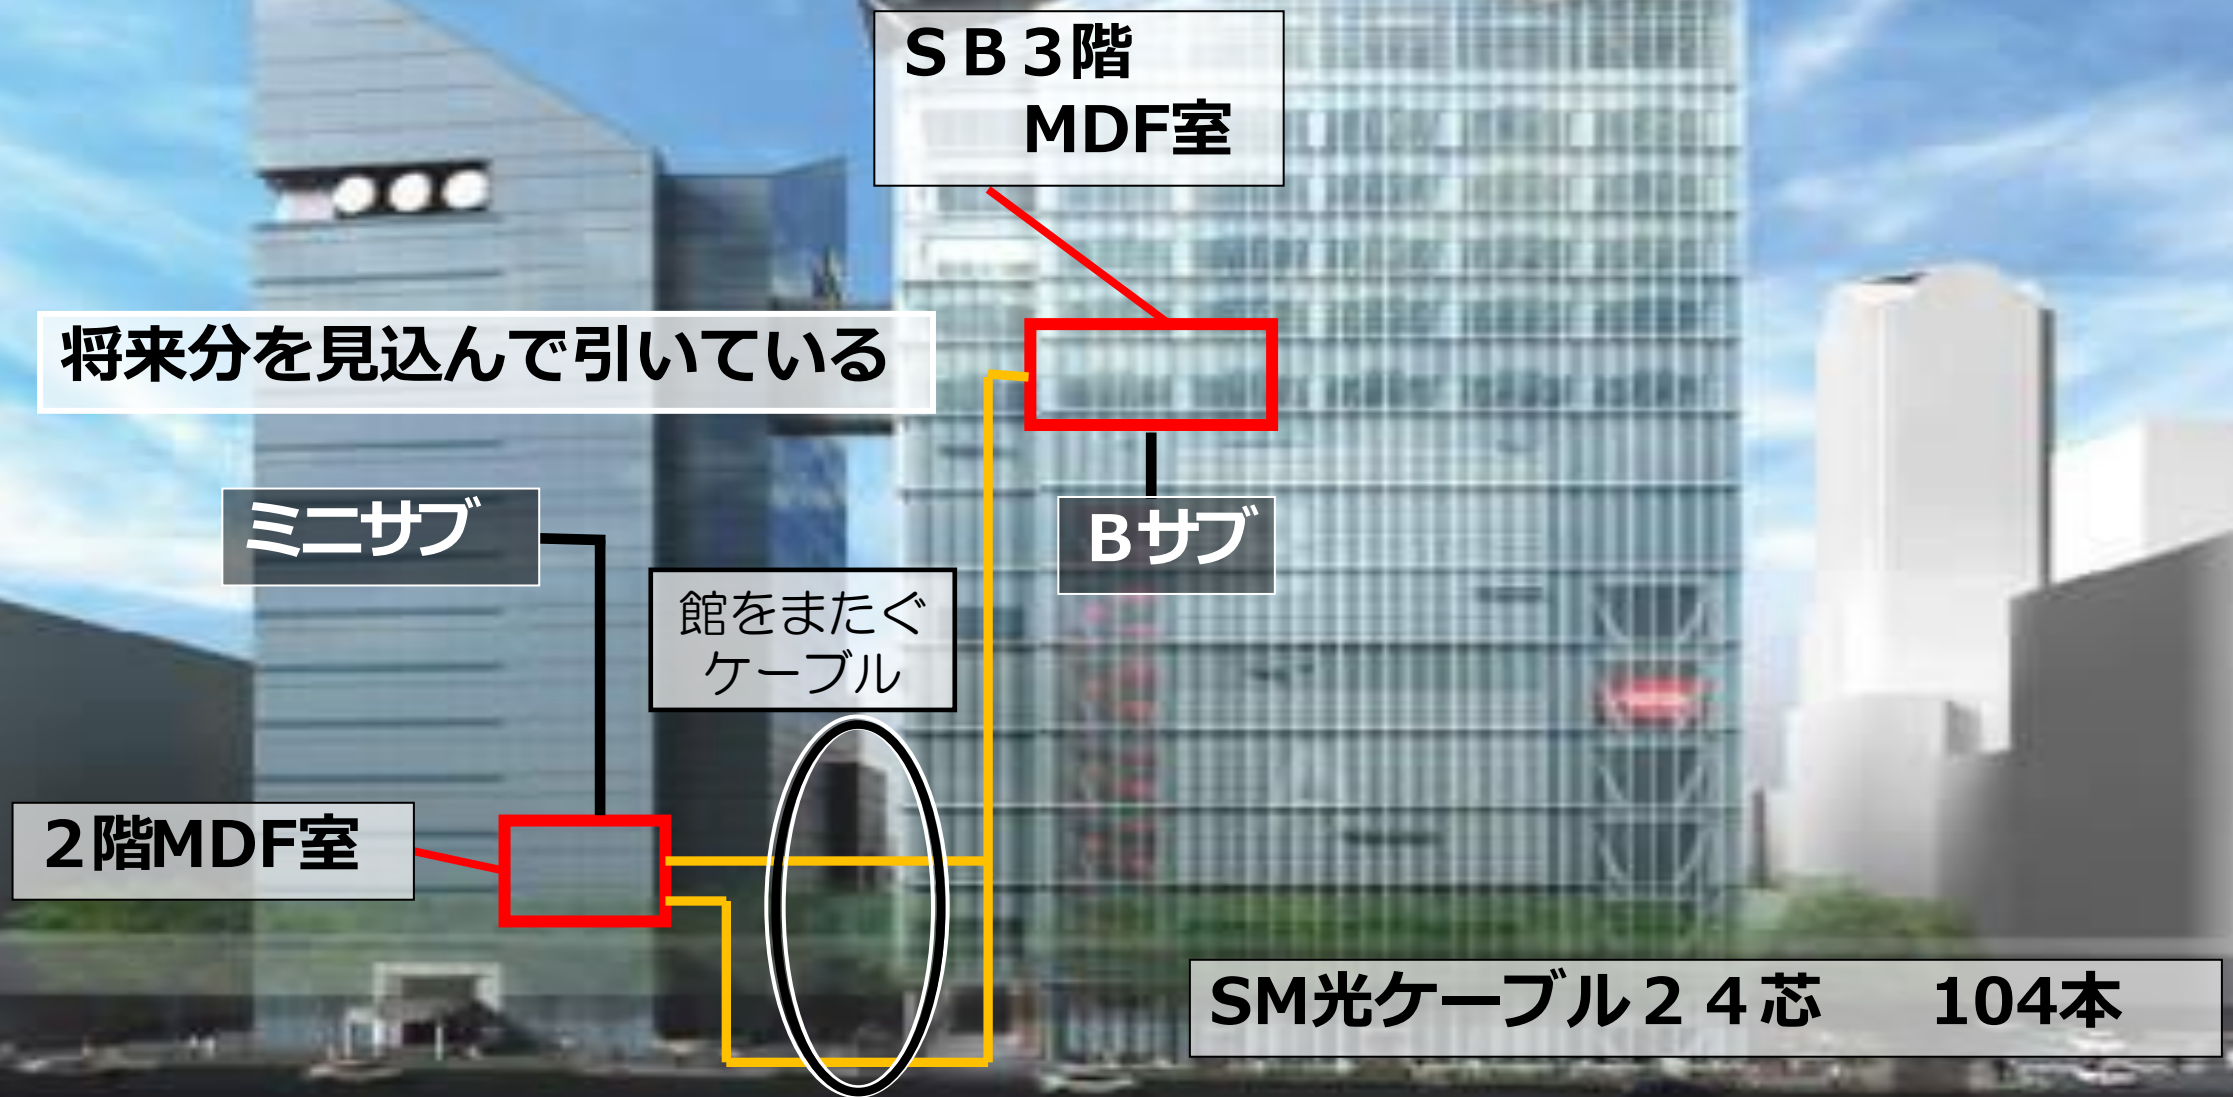 ＳＢ３階
MDF室
将来分を見込んで引いている
ミニサブ
Ｂサブ
館をまたぐ
ケーブル
２階MDF室
SM光ケーブル２４芯　104本